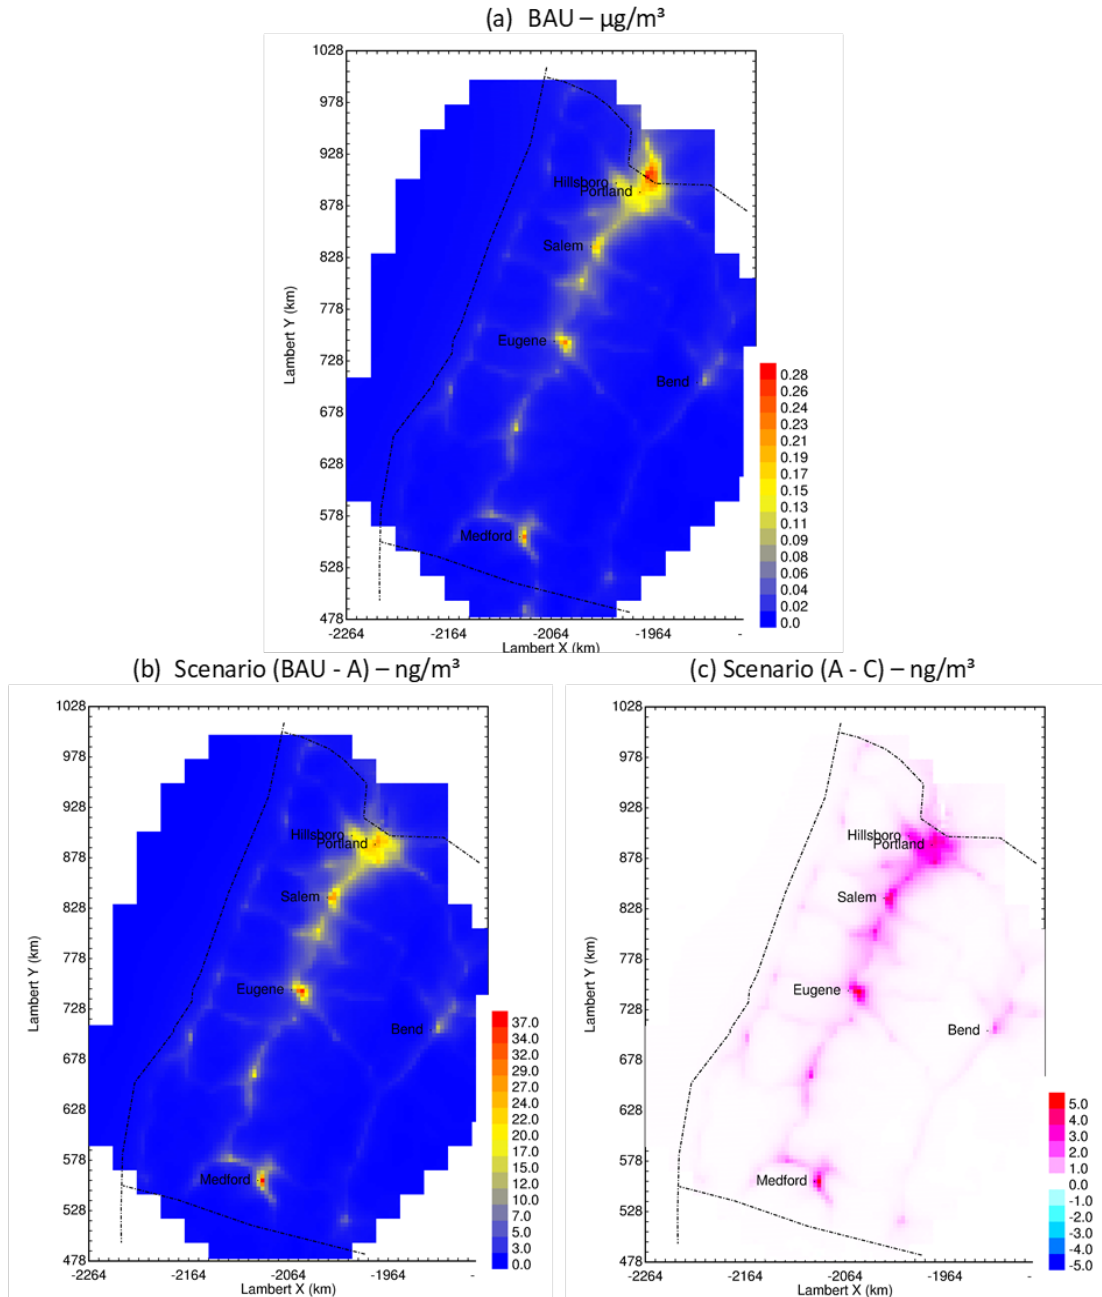 (a) BAU – µg/m³
1028
978
928
878
828
778
728
678
628
578
528
478
Lambert Y (km)
Hillsboro
Portland
Salem
Eugene
Bend
Medford
0.28
0.26
0.24
0.23
0.21
0.19
0.17
0.15
0.13
0.11
0.09
0.08
0.06
0.04
0.02
0.0
-2264 -2164 -2064 -1964 -
Lambert X (km)
(b) Scenario (BAU - A) – ng/m³
1028
978
928
878
828
778
728
678
628
578
528
478
Lambert Y (km)
Hillsboro
Portland
Salem
Eugene
Bend
Medford
37.0
34.0
32.0
29.0
27.0
24.0
22.0
20.0
17.0
15.0
12.0
10.0
7.0
5.0
3.0
0.0
-2264 -2164 -2064 -1964 -
Lambert X (km)
(c) Scenario (A - C) – ng/m³
1028
978
928
878
828
778
728
678
628
578
528
478
Lambert Y (km)
Hillsboro
Portland
Salem
Eugene
Bend
Medford
5.0
4.0
3.0
2.0
1.0
0.0
-1.0
-2.0
-3.0
-4.0
-5.0
-2264 -2164 -2064 -1964 -
Lambert X (km)